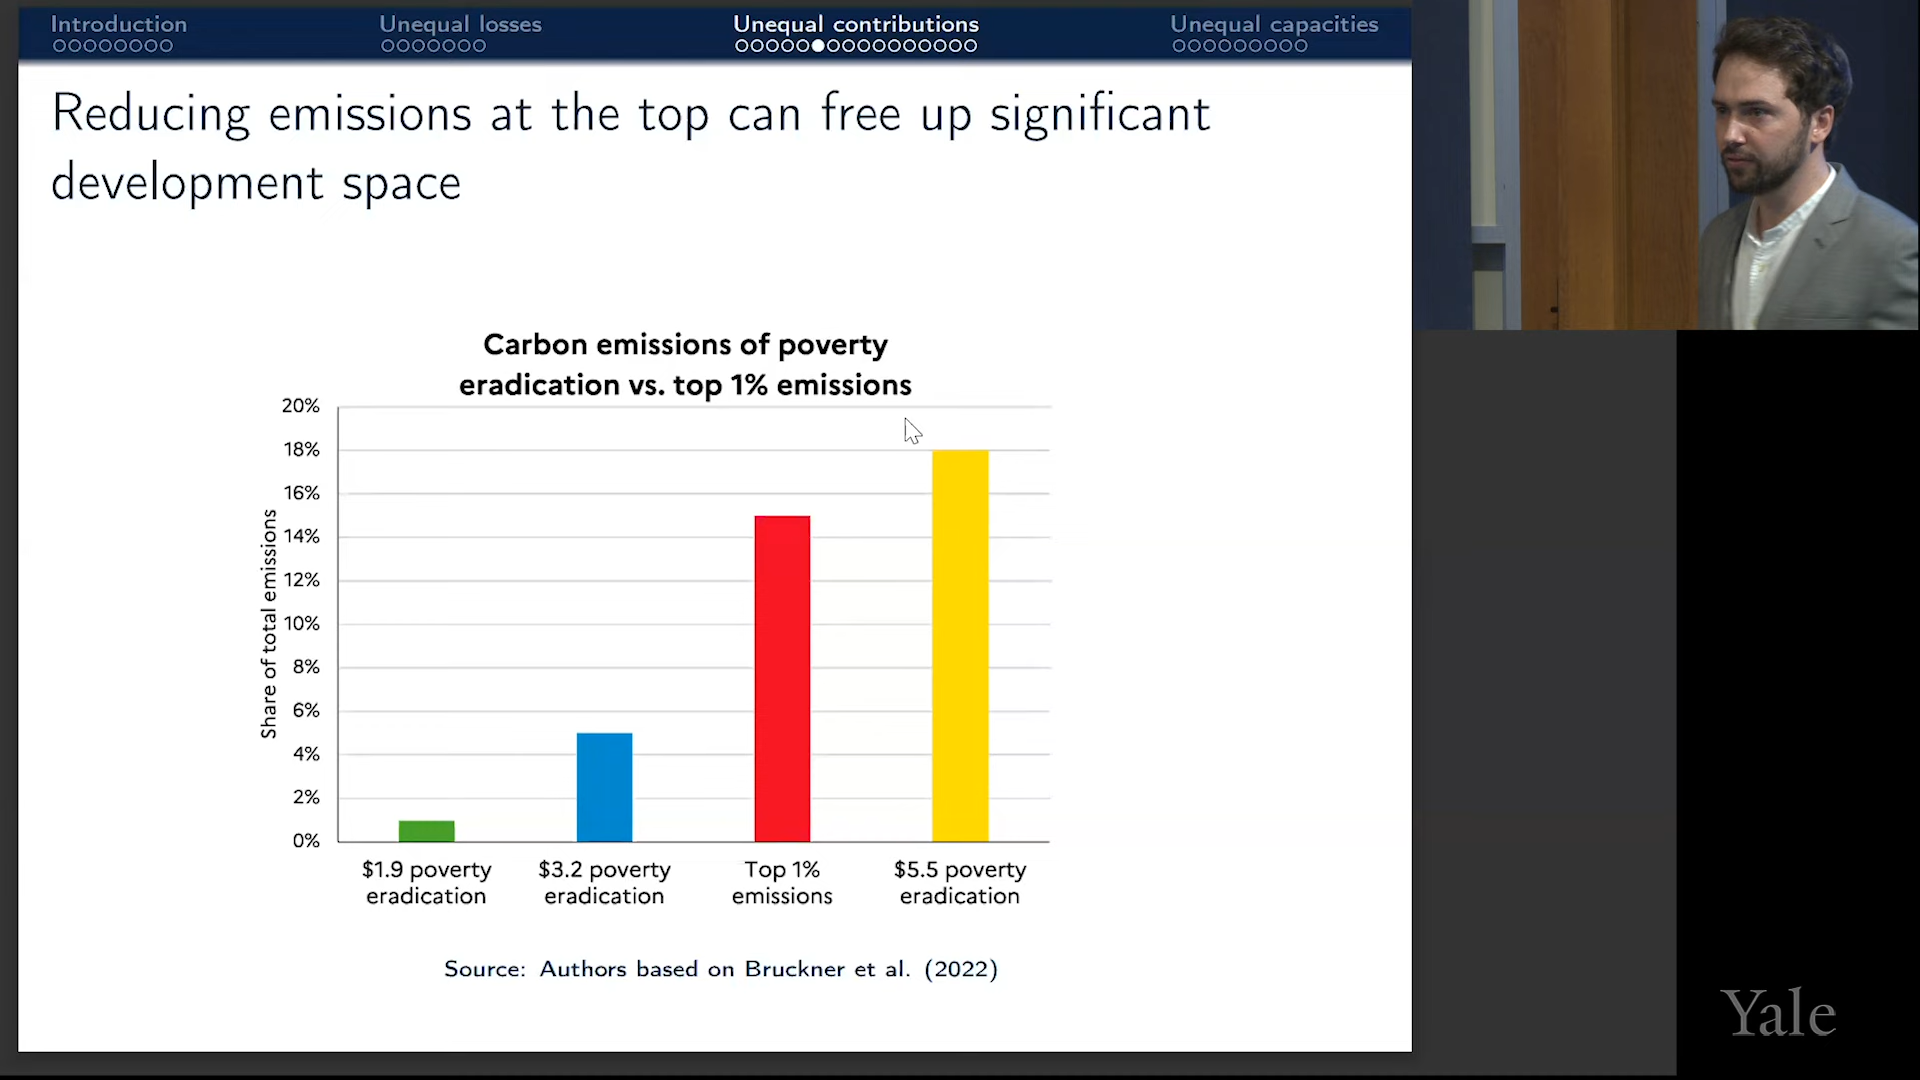 Introduction
Unequal losses
Unequal contributions
Unequal capacities
Reducing emissions at the top can free up significant
development space
Carbon emissions of poverty
eradication vs. top 1% emissions
Share of total emissions
20%
18%
16%
14%
12%
10%
8%
6%
4%
2%
0%
$1.9 poverty
eradication
$3.2 poverty
eradication
Top 1%
emissions
$5.5 poverty
eradication
Source: Authors based on Bruckner et al. (2022)
Yale